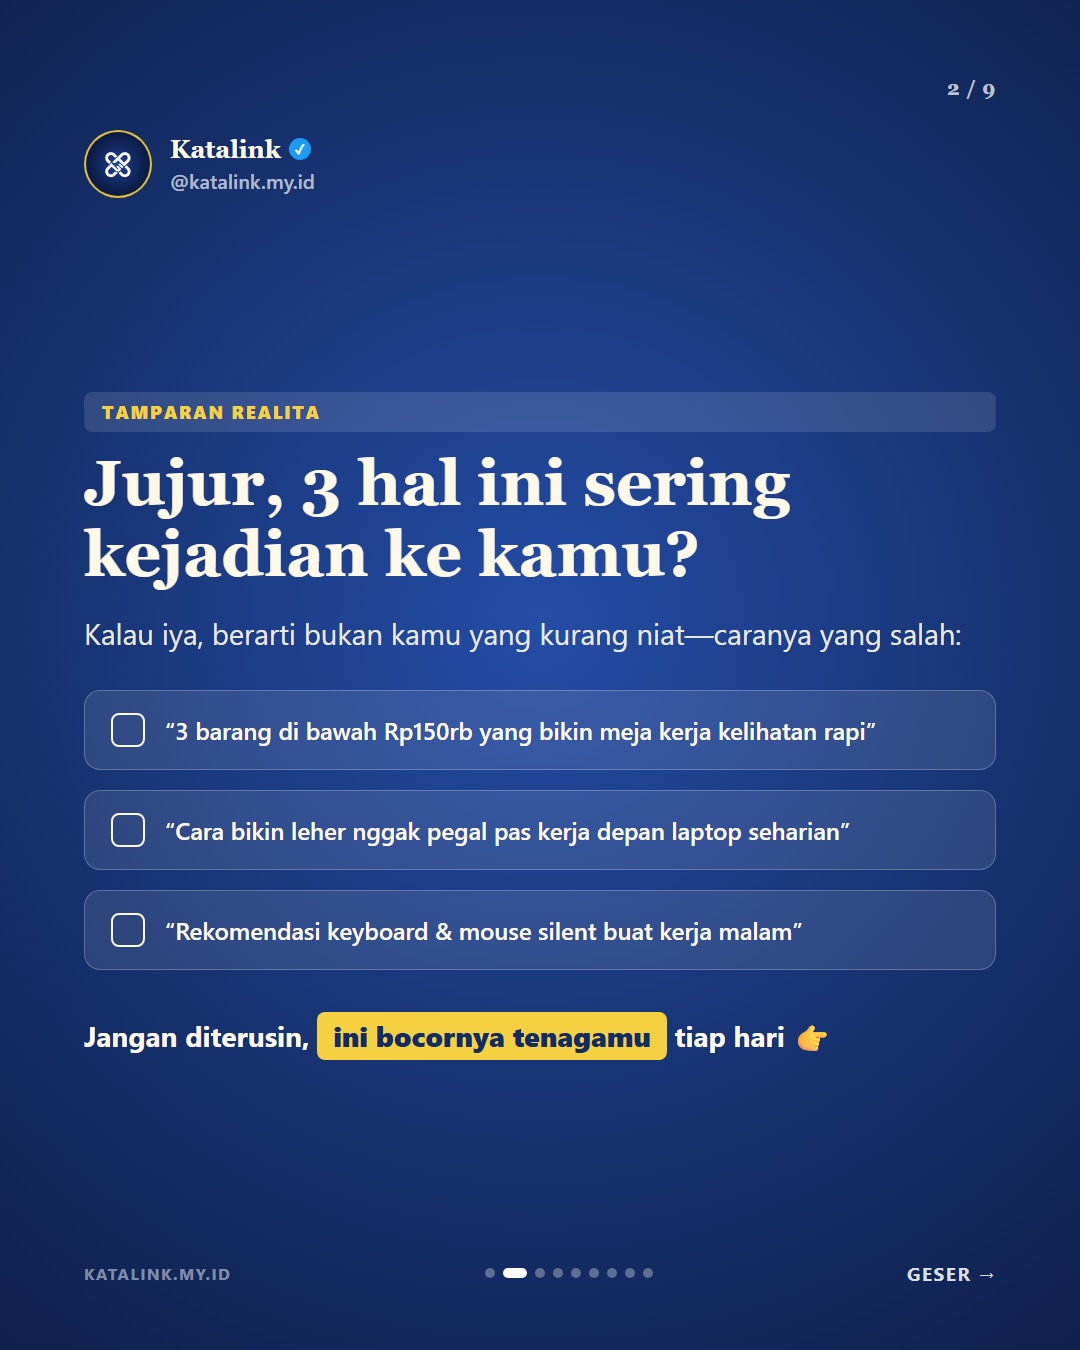 2 / 9
Katalink
@katalink.my.id
TAMPARAN REALITA
Jujur, 3 hal ini sering
kejadian ke kamu?
Kalau iya, berarti bukan kamu yang kurang niat—caranya yang salah:
“3 barang di bawah Rp150rb yang bikin meja kerja kelihatan rapi”
“Cara bikin leher nggak pegal pas kerja depan laptop seharian”
“Rekomendasi keyboard & mouse silent buat kerja malam”
Jangan diterusin, ini bocornya tenagamu tiap hari 👉
KATALINK.MY.ID
GESER →